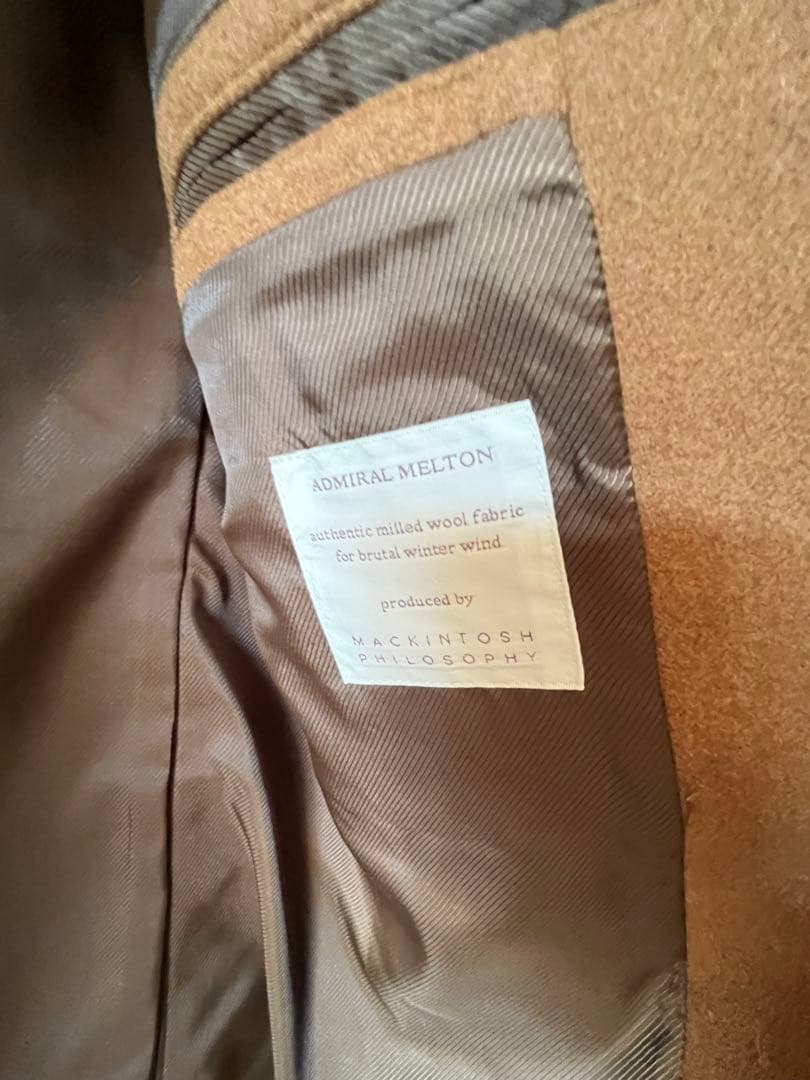 ADMIRAL MELTON
authentic milled wool fabric
for brutal winter wind
produced by
MACKINTOSH
PHILOSOPHY